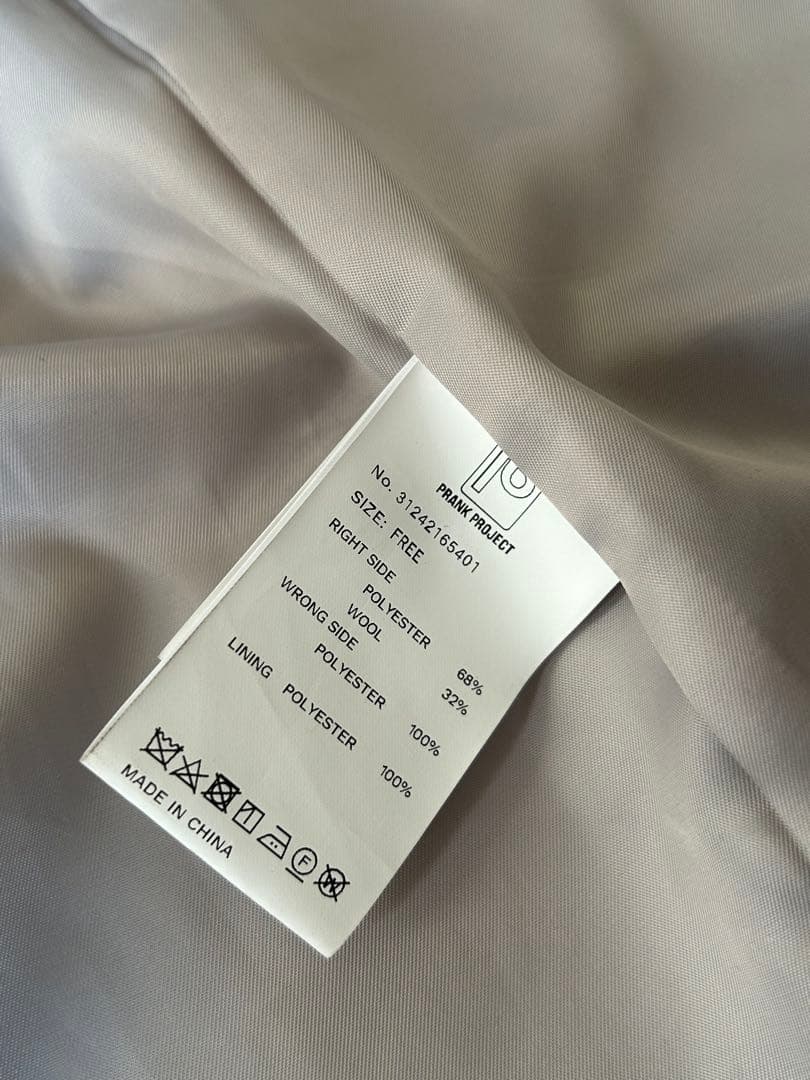 PRANK PROJECT
No. 31242165401
SIZE: FREE
RIGHT SIDE
POLYESTER 68%
WOOL 32%
WRONG SIDE
POLYESTER 100%
LINING POLYESTER 100%
F
W
MADE IN CHINA